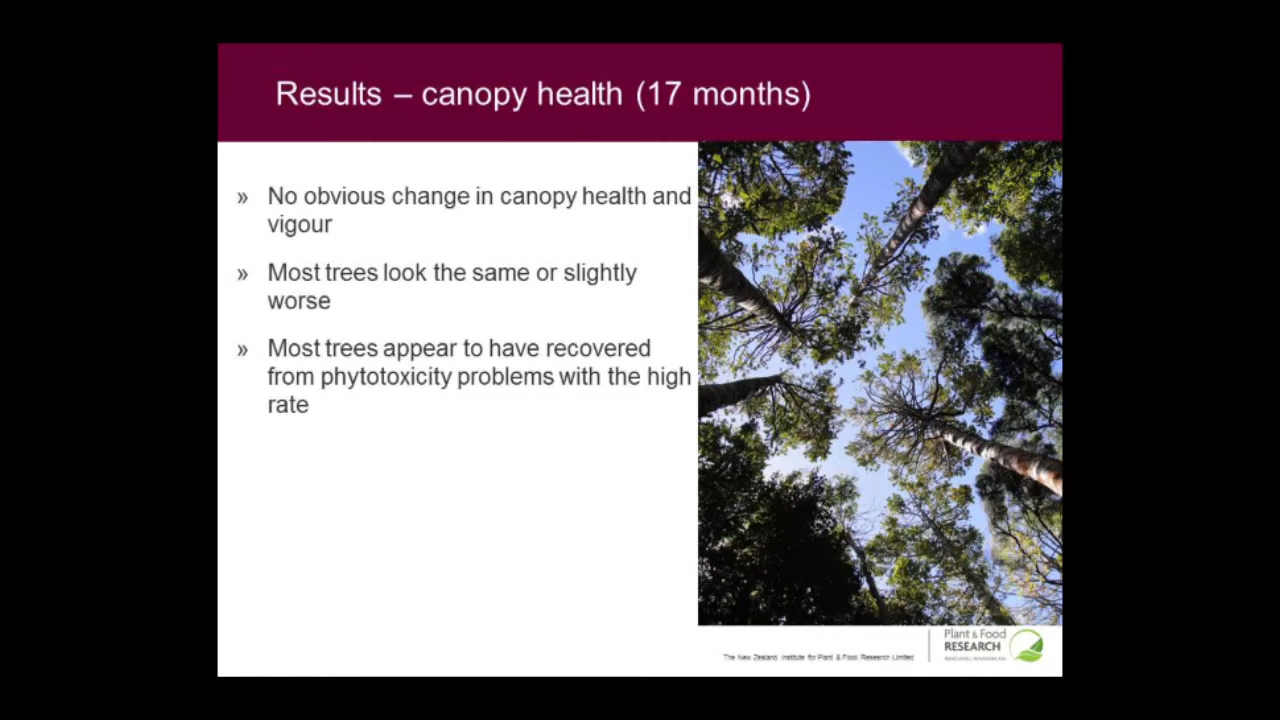 Results – canopy health (17 months)
» No obvious change in canopy health and
vigour
» Most trees look the same or slightly
worse
» Most trees appear to have recovered
from phytotoxicity problems with the high
rate
Plant & Food
RESEARCH
The New Zealand Institute for Plant & Food Research Limited